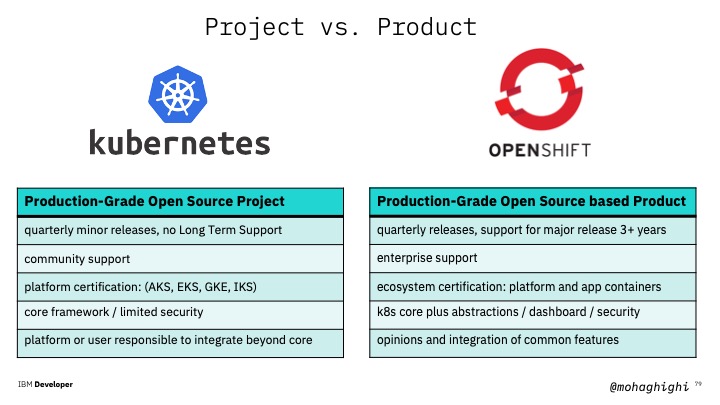 Project vs. Product
kubernetes
OPENSHIFT
Production-Grade Open Source Project
quarterly minor releases, no Long Term Support
community support
platform certification: (AKS, EKS, GKE, IKS)
core framework / limited security
platform or user responsible to integrate beyond core
Production-Grade Open Source based Product
quarterly releases, support for major release 3+ years
enterprise support
ecosystem certification: platform and app containers
k8s core plus abstractions / dashboard / security
opinions and integration of common features
IBM Developer
@mohaghighi 79